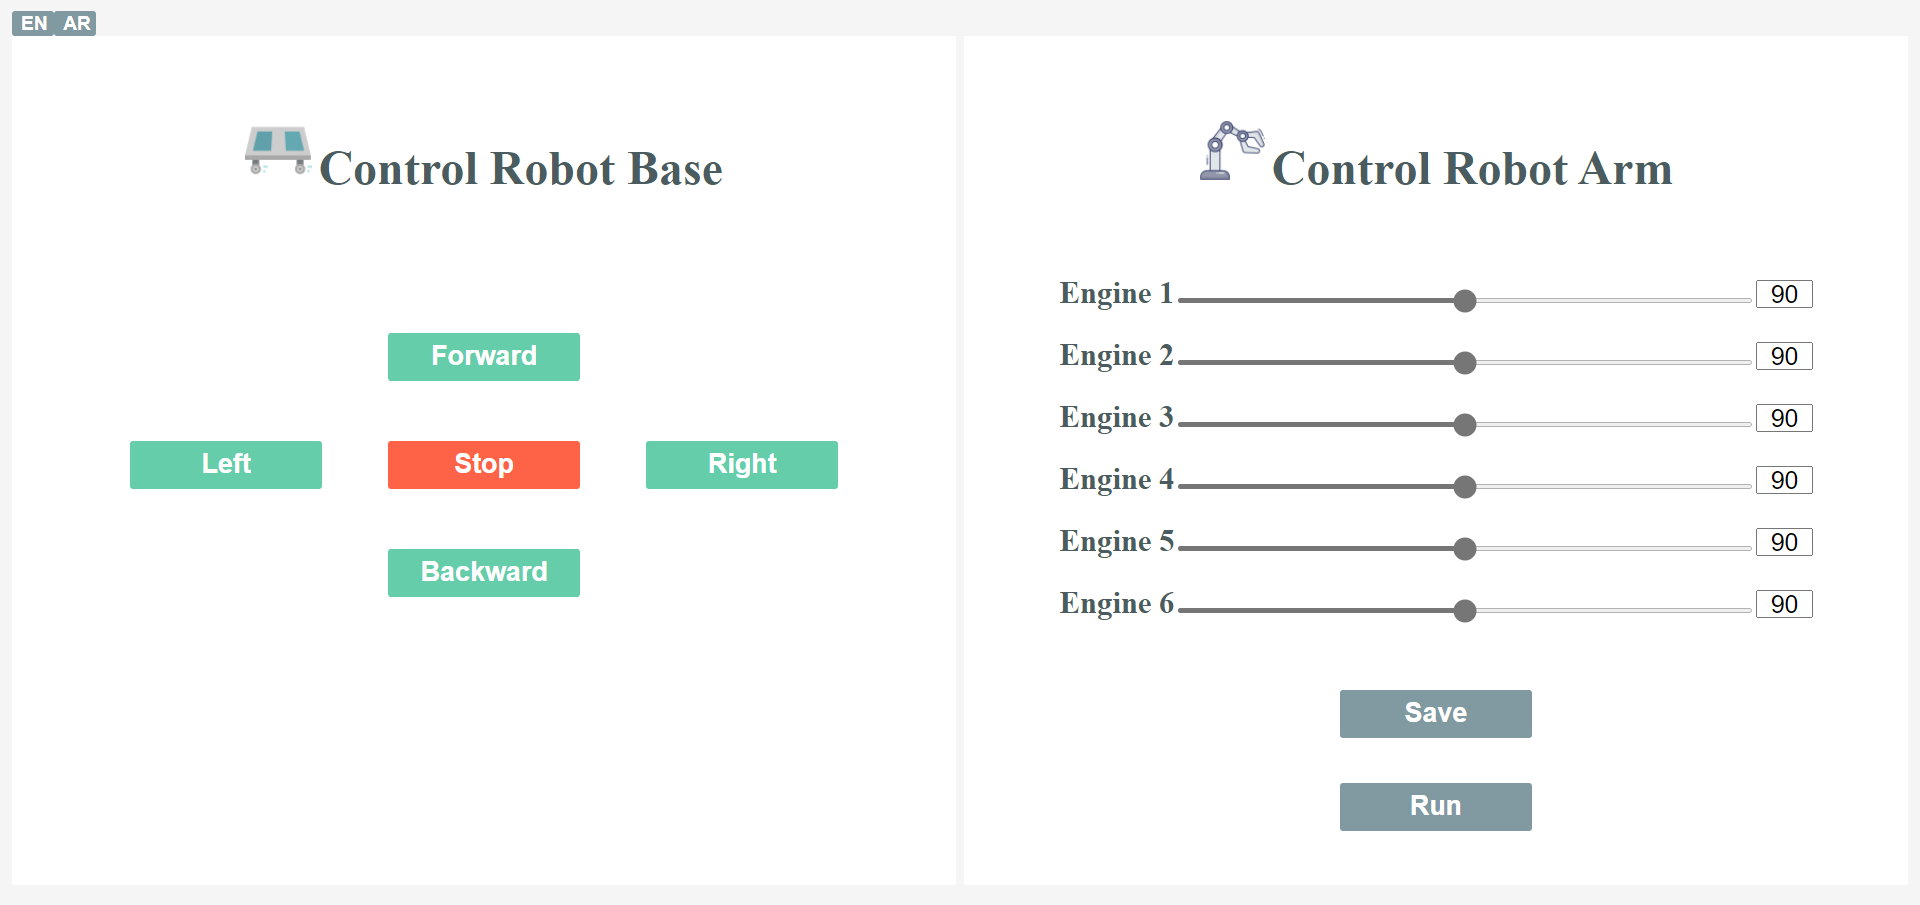 EN AR
Control Robot Base
Forward
Left Stop Right
Backward
Control Robot Arm
Engine 1 90
Engine 2 90
Engine 3 90
Engine 4 90
Engine 5 90
Engine 6 90
Save
Run